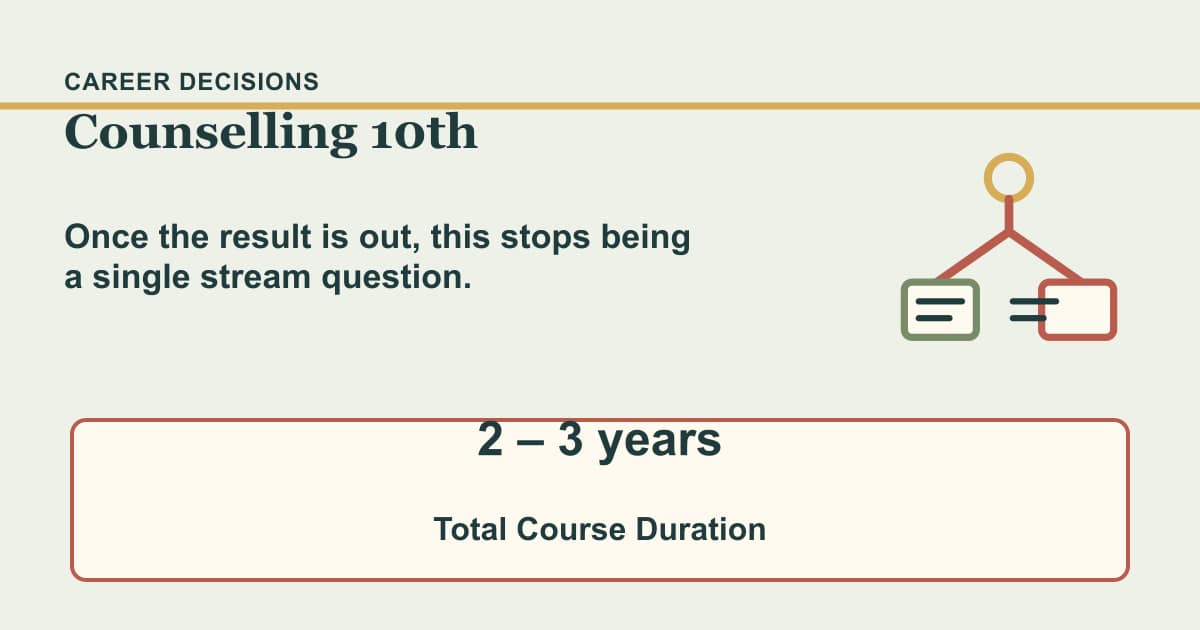 CAREER DECISIONS
Counselling 10th
Once the result is out, this stops being
a single stream question.
2 – 3 years
Total Course Duration